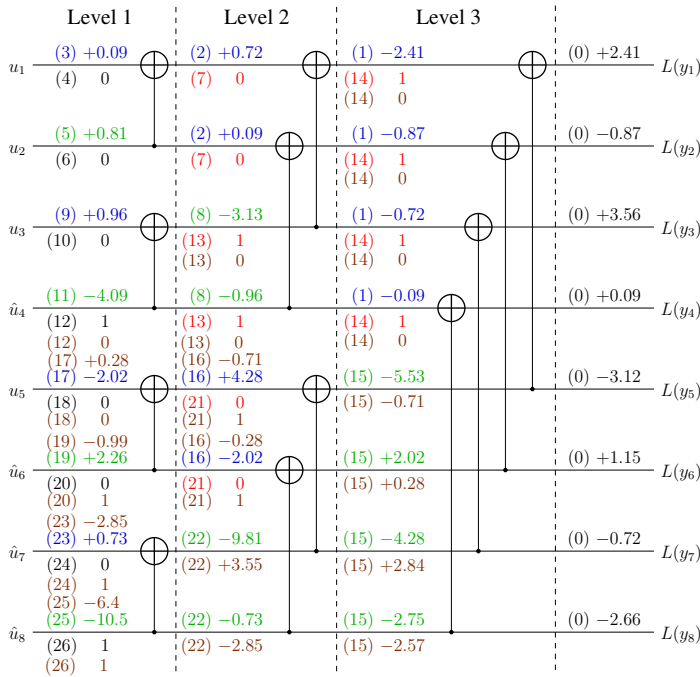 Level 1 Level 2 Level 3
(3) +0.09 (2) +0.72 (1) −2.41 (0) +2.41
u1 L(y1)
(4) 0 (7) 0 (14) 1
(14) 0
(5) +0.81 (2) +0.09 (1) −0.87 (0) −0.87
u2 L(y2)
(6) 0 (7) 0 (14) 1
(14) 0
(9) +0.96 (8) −3.13 (1) −0.72 (0) +3.56
u3 L(y3)
(10) 0 (13) 1 (14) 1
(13) 0 (14) 0
(11) −4.09 (8) −0.96 (1) −0.09 (0) +0.09
û4 L(y4)
(12) 1 (13) 1 (14) 1
(12) 0 (13) 0 (14) 0
(17) +0.28 (16) −0.71
(17) −2.02 (16) +4.28 (15) −5.53 (0) −3.12
u5 L(y5)
(18) 0 (21) 0 (15) −0.71
(18) 0 (21) 1
(19) −0.99 (16) −0.28
(19) +2.26 (16) −2.02 (15) +2.02 (0) +1.15
û6 L(y6)
(20) 0 (21) 0 (15) +0.28
(20) 1 (21) 1
(23) −2.85
(23) +0.73 (22) −9.81 (15) −4.28 (0) −0.72
û7 L(y7)
(24) 0 (22) +3.55 (15) +2.84
(24) 1
(25) −6.4
(25) −10.5 (22) −0.73 (15) −2.75 (0) −2.66
û8 L(y8)
(26) 1 (22) −2.85 (15) −2.57
(26) 1